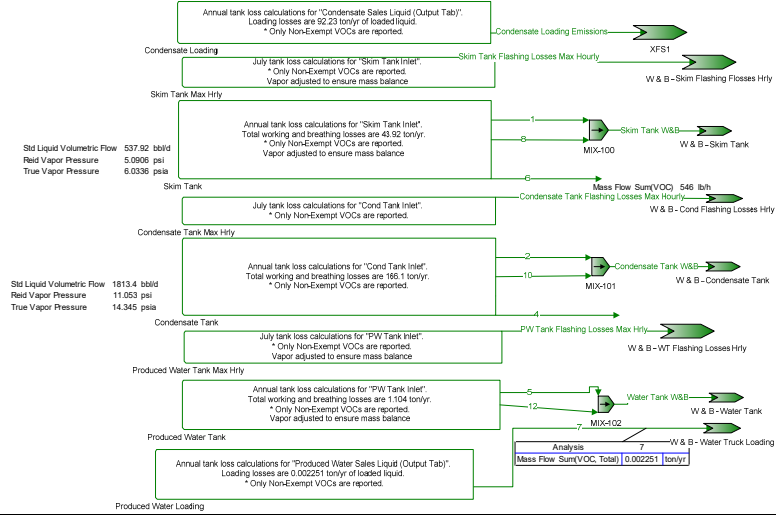 Annual tank loss calculations for "Condensate Sales Liquid (Output Tab)".
Loading losses are 92.23 ton/yr of loaded liquid.
* Only Non-Exempt VOCs are reported.
Condensate Loading Emissions
XFS1
Condensate Loading
July tank loss calculations for "Skim Tank Inlet".
* Only Non-Exempt VOCs are reported.
Vapor adjusted to ensure mass balance
Skim Tank Flashing Losses Max Hourly
W & B - Skim Flashing Flosses Hrly
Skim Tank Max Hrly
Annual tank loss calculations for "Skim Tank Inlet".
Total working and breathing losses are 43.92 ton/yr.
* Only Non-Exempt VOCs are reported.
Vapor adjusted to ensure mass balance
1
8
6
MIX-100
Skim Tank W&B
W & B - Skim Tank
Std Liquid Volumetric Flow 537.92 bbl/d
Reid Vapor Pressure 5.0906 psi
True Vapor Pressure 6.0336 psia
Skim Tank
Mass Flow Sum(VOC) 546 lb/h
July tank loss calculations for "Cond Tank Inlet".
* Only Non-Exempt VOCs are reported.
Condensate Tank Flashing Losses Max Hourly
W & B - Cond Flashing Losses Hrly
Condensate Tank Max Hrly
Annual tank loss calculations for "Cond Tank Inlet".
Total working and breathing losses are 166.1 ton/yr.
* Only Non-Exempt VOCs are reported.
2
10
4
MIX-101
Condensate Tank W&B
W & B - Condensate Tank
Std Liquid Volumetric Flow 1813.4 bbl/d
Reid Vapor Pressure 11.053 psi
True Vapor Pressure 14.345 psia
Condensate Tank
July tank loss calculations for "PW Tank Inlet".
* Only Non-Exempt VOCs are reported.
Vapor adjusted to ensure mass balance
PW Tank Flashing Losses Max Hrly
W & B - WT Flashing Losses Hrly
Produced Water Tank Max Hrly
Annual tank loss calculations for "PW Tank Inlet".
Total working and breathing losses are 1.104 ton/yr.
* Only Non-Exempt VOCs are reported.
Vapor adjusted to ensure mass balance
5
12
MIX-102
Water Tank W&B
W & B - Water Tank
Produced Water Tank
7
W & B - Water Truck Loading
Analysis 7
Mass Flow Sum(VOC, Total) 0.002251 ton/yr
Annual tank loss calculations for "Produced Water Sales Liquid (Output Tab)".
Loading losses are 0.002251 ton/yr of loaded liquid.
* Only Non-Exempt VOCs are reported.
Produced Water Loading